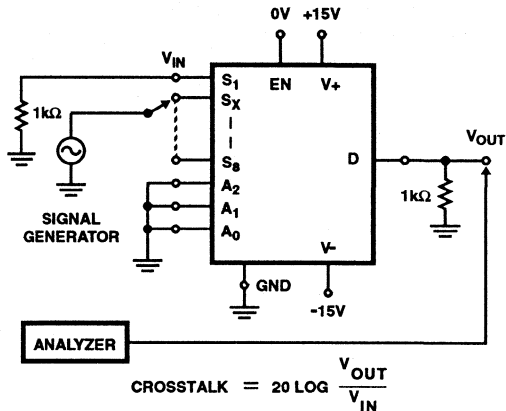 0V +15V
V_IN
S1
EN V+
1kΩ
SX
VOUT
D
S8
A2
1kΩ
SIGNAL
GENERATOR
A1
A0
V-
GND
-15V
ANALYZER
CROSSTALK = 20 LOG VOUT
VIN